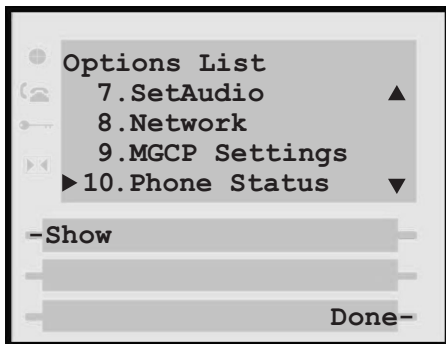 Options List
7.SetAudio
8.Network
9.MGCP Settings
10.Phone Status
-Show
Done-